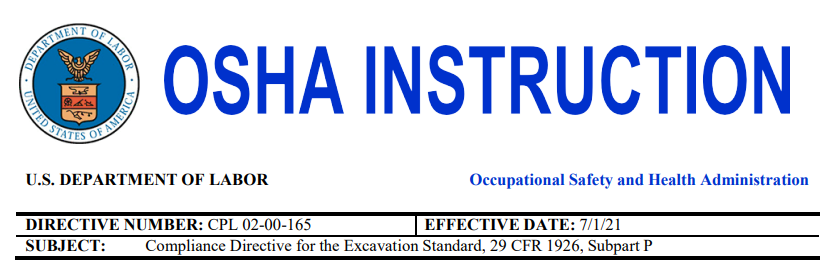 OSHA INSTRUCTION
DEPARTMENT OF LABOR
UNITED STATES OF AMERICA
U.S. DEPARTMENT OF LABOR Occupational Safety and Health Administration
DIRECTIVE NUMBER: CPL 02-00-165 EFFECTIVE DATE: 7/1/21
SUBJECT: Compliance Directive for the Excavation Standard, 29 CFR 1926, Subpart P